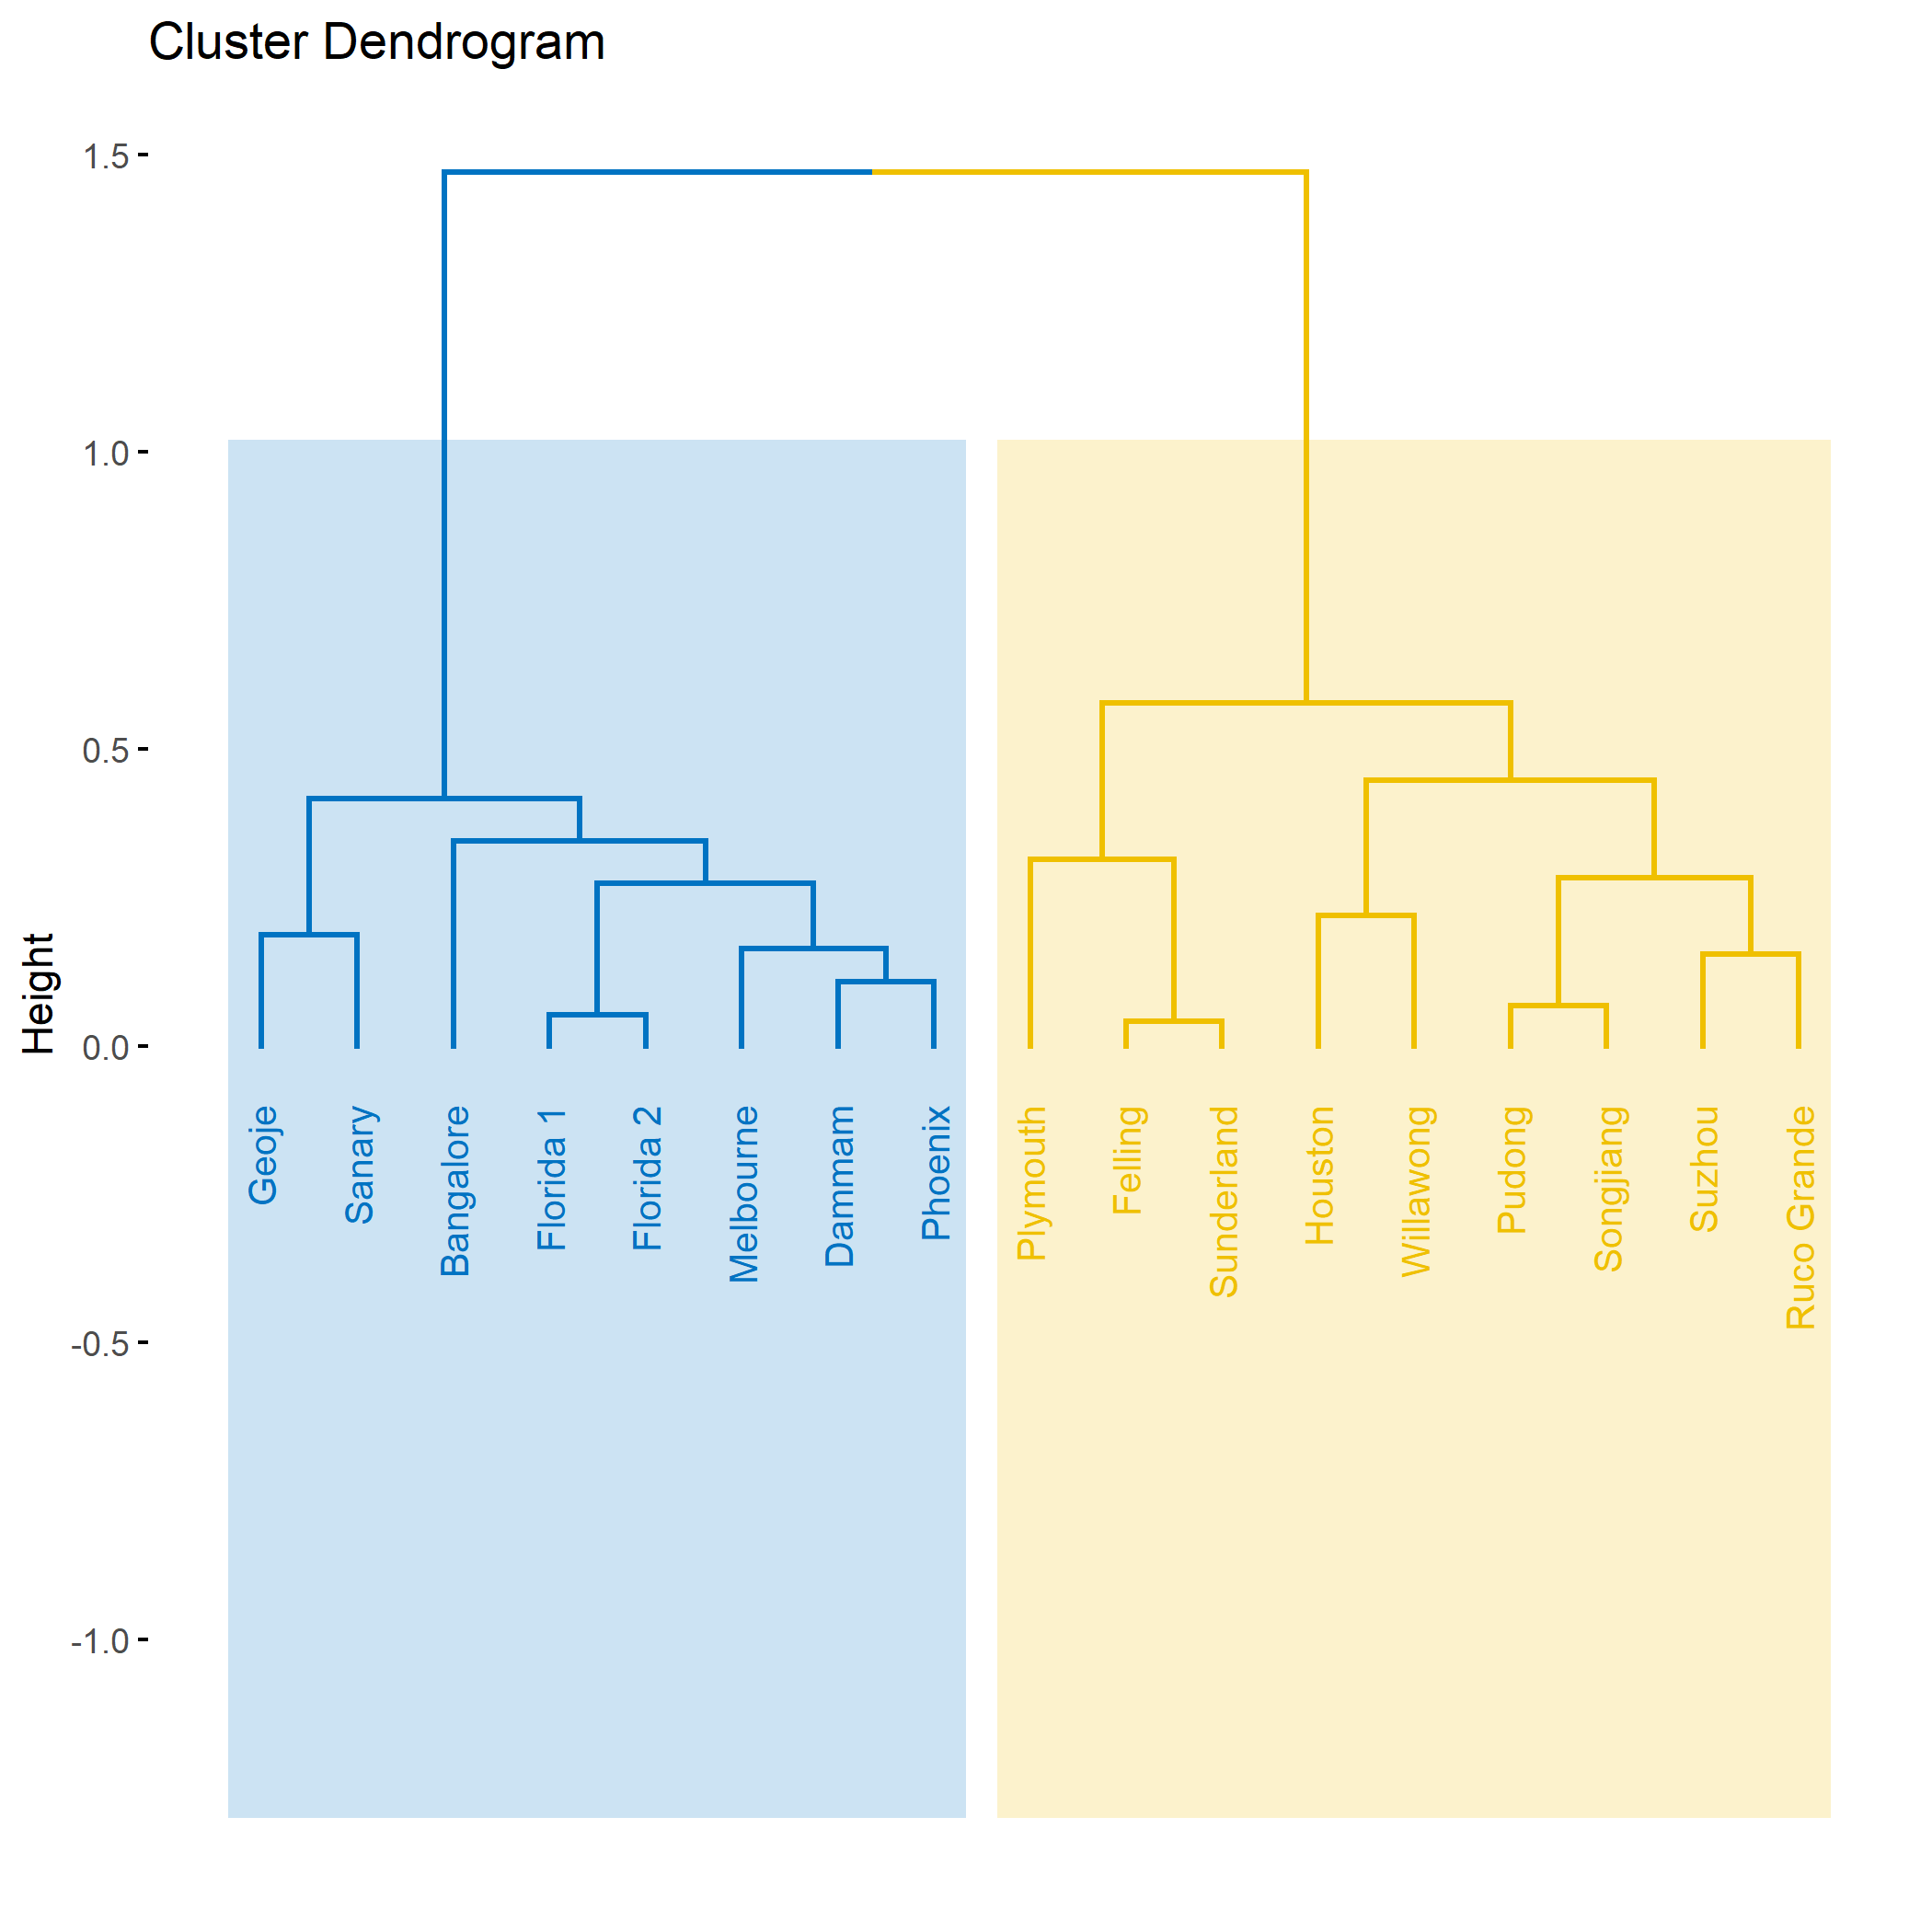 Cluster Dendrogram
1.5
1.0
0.5
0.0
-0.5
-1.0
Height
Geoje
Sanary
Bangalore
Florida 1
Florida 2
Melbourne
Dammam
Phoenix
Plymouth
Felling
Sunderland
Houston
Willawong
Pudong
Songjiang
Suzhou
Ruco Grande